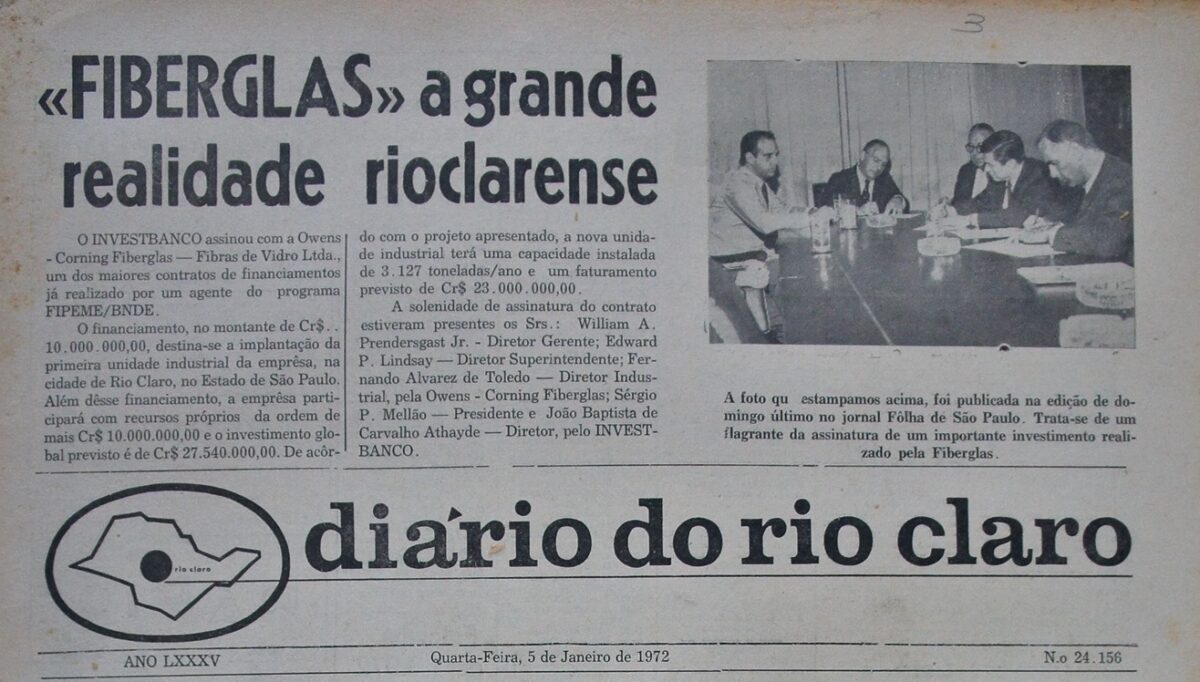 3
«FIBERGLAS» a grande
realidade rioclarense
O INVESTBANCO assinou com a Owens
- Corning Fiberglas — Fibras de Vidro Ltda.,
um dos maiores contratos de financiamentos
já realizado por um agente do programa
FIPEME/BNDE.
O financiamento, no montante de Cr$..
10.000.000,00, destina-se a implantação da
primeira unidade industrial da emprêsa, na
cidade de Rio Claro, no Estado de São Paulo.
Além dêsse financiamento, a emprêsa parti-
cipará com recursos próprios da ordem de
mais Cr$ 10.000.000,00 e o investimento glo-
bal previsto é de Cr$ 27.540.000,00. De acôr-
do com o projeto apresentado, a nova unida-
de industrial terá uma capacidade instalada
de 3.127 toneladas/ano e um faturamento
previsto de Cr$ 23.000.000,00.
A solenidade de assinatura do contrato
estiveram presentes os Srs.: William A.
Prendersgast Jr. - Diretor Gerente; Edward
P. Lindsay — Diretor Superintendente; Fer-
nando Alvarez de Toledo — Diretor Indus-
trial, pela Owens - Corning Fiberglas; Sérgio
P. Mellão — Presidente e João Baptista de
Carvalho Athayde — Diretor, pelo INVEST-
BANCO.
A foto qu estampamos acima, foi publicada na edição de do-
mingo último no jornal Fôlha de São Paulo. Trata-se de um
flagrante da assinatura de um importante investimento reali-
zado pela Fiberglas.
rio claro
diário do rio claro
ANO LXXXV Quarta-Feira, 5 de Janeiro de 1972 N.o 24.156